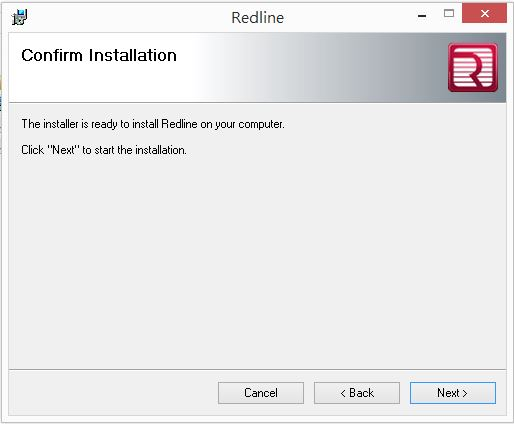 Redline
Confirm Installation
R
The installer is ready to install Redline on your computer.
Click "Next" to start the installation.
Cancel
< Back
Next >